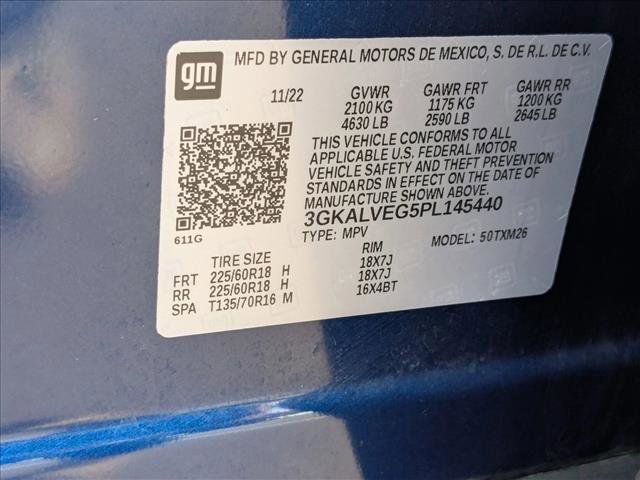 gm
MFD BY GENERAL MOTORS DE MEXICO, S. DE R.L. DE C.V.
11/22 GVWR GAWR FRT GAWR RR
2100 KG 1175 KG 1200 KG
4630 LB 2590 LB 2645 LB
THIS VEHICLE CONFORMS TO ALL
APPLICABLE U.S. FEDERAL MOTOR
VEHICLE SAFETY AND THEFT PREVENTION
STANDARDS IN EFFECT ON THE DATE OF
MANUFACTURE SHOWN ABOVE.
3GKALVEG5PL145440
611G
TYPE: MPV MODEL: 50TXM26
TIRE SIZE RIM
FRT 225/60R18 H 18X7J
RR 225/60R18 H 18X7J
SPA T135/70R16 M 16X4BT